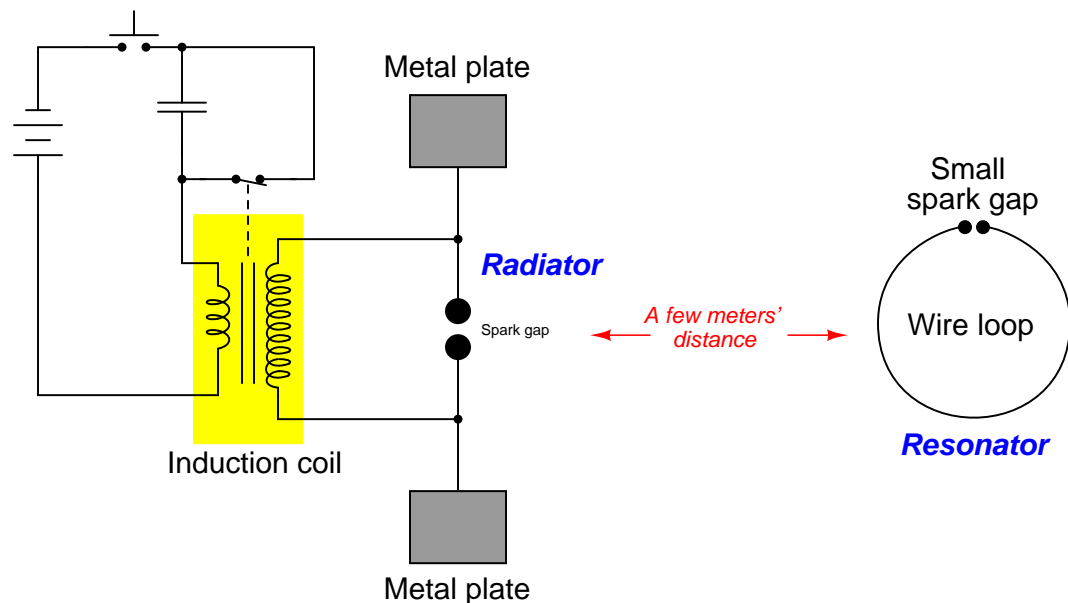 Metal plate
Small
spark gap
Radiator
A few meters'
distance
Spark gap
Wire loop
Resonator
Induction coil
Metal plate